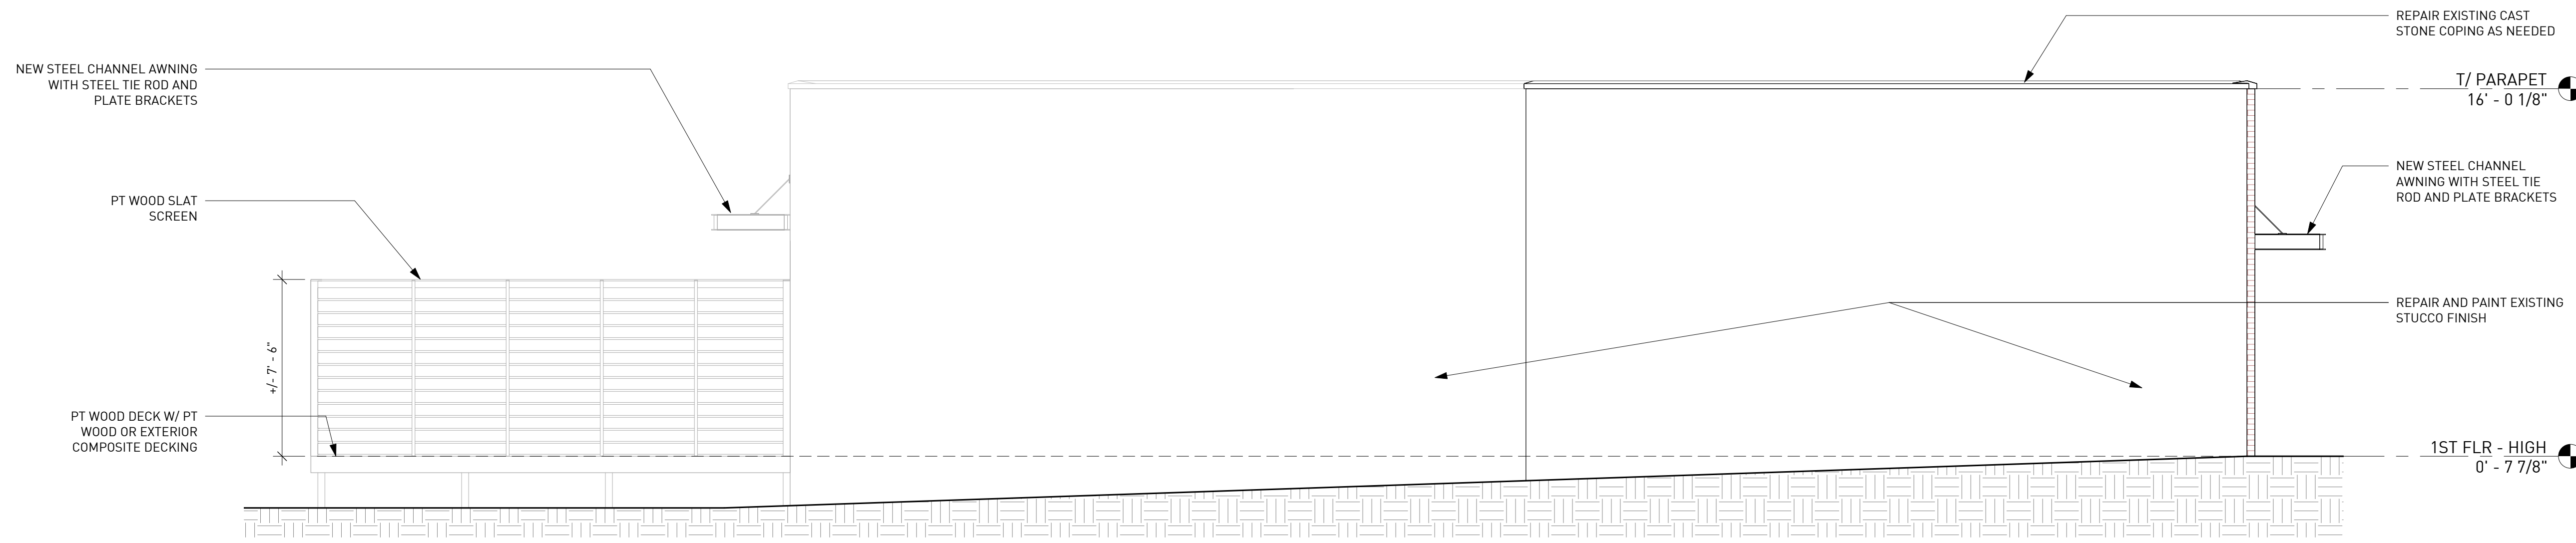 REPAIR EXISTING CAST
STONE COPING AS NEEDED
NEW STEEL CHANNEL AWNING
WITH STEEL TIE ROD AND
PLATE BRACKETS
T/ PARAPET
16' - 0 1/8"
NEW STEEL CHANNEL
AWNING WITH STEEL TIE
ROD AND PLATE BRACKETS
PT WOOD SLAT
SCREEN
REPAIR AND PAINT EXISTING
STUCCO FINISH
+/- 7' - 6"
PT WOOD DECK W/ PT
WOOD OR EXTERIOR
COMPOSITE DECKING
1ST FLR - HIGH
0' - 7 7/8"